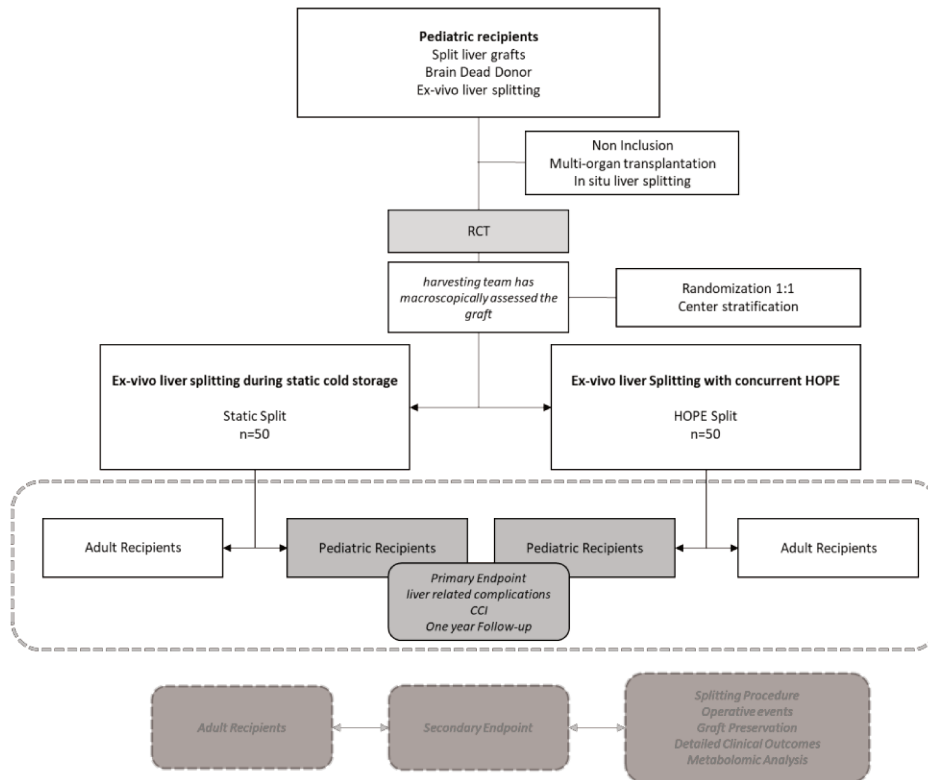 Pediatric recipients
Split liver grafts
Brain Dead Donor
Ex-vivo liver splitting
Non Inclusion
Multi-organ transplantation
In situ liver splitting
RCT
harvesting team has
macroscopically assessed the
graft
Randomization 1:1
Center stratification
Ex-vivo liver splitting during static cold storage
Static Split
n=50
Ex-vivo liver Splitting with concurrent HOPE
HOPE Split
n=50
Adult Recipients
Pediatric Recipients
Pediatric Recipients
Adult Recipients
Primary Endpoint
liver related complications
CCI
One year Follow-up
Adult Recipients
Secondary Endpoint
Splitting Procedure
Operative events
Graft Preservation
Detailed Clinical Outcomes
Metabolomic Analysis